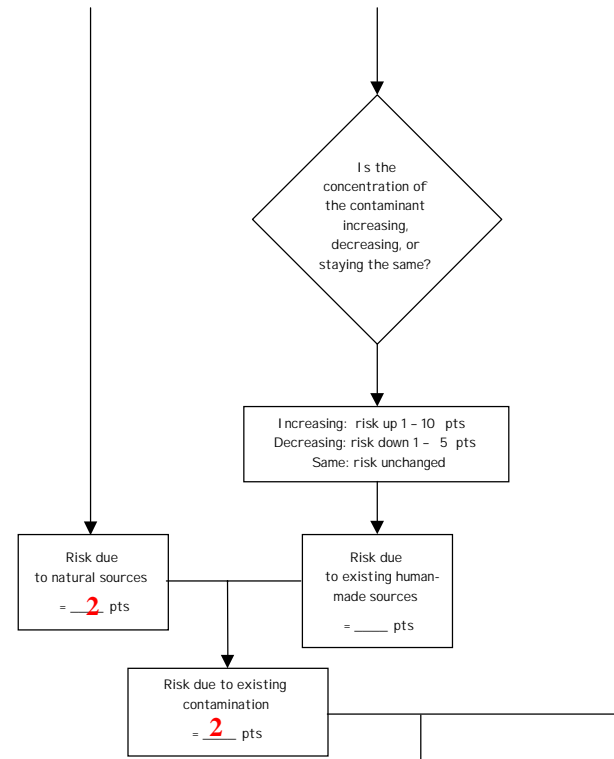 Is the
concentration of
the contaminant
increasing,
decreasing, or
staying the same?
Increasing: risk up 1 – 10 pts
Decreasing: risk down 1 – 5 pts
Same: risk unchanged
Risk due
to natural sources
= __2__ pts
Risk due
to existing human-
made sources
= _____ pts
Risk due to existing
contamination
= __2__ pts